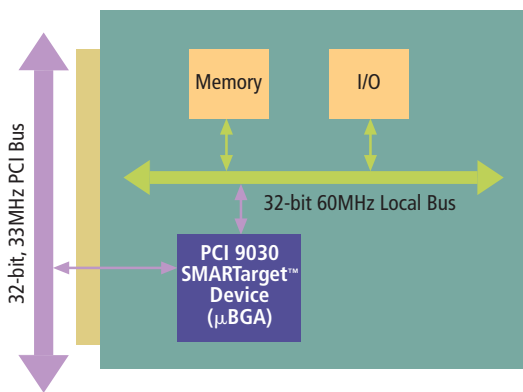 Memory
I/O
32-bit, 33MHz PCI Bus
32-bit 60MHz Local Bus
PCI 9030
SMARTarget™
Device
(µBGA)